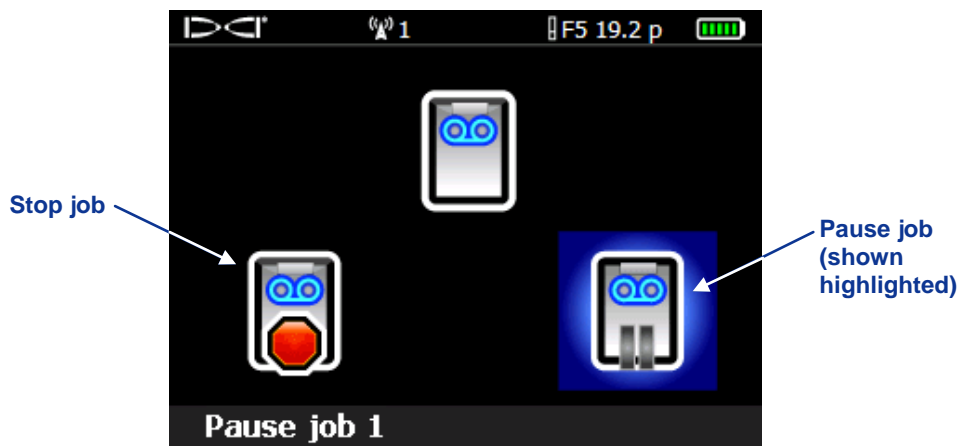 DCI
1
F5 19.2 p
Stop job
Pause job
(shown
highlighted)
Pause job 1